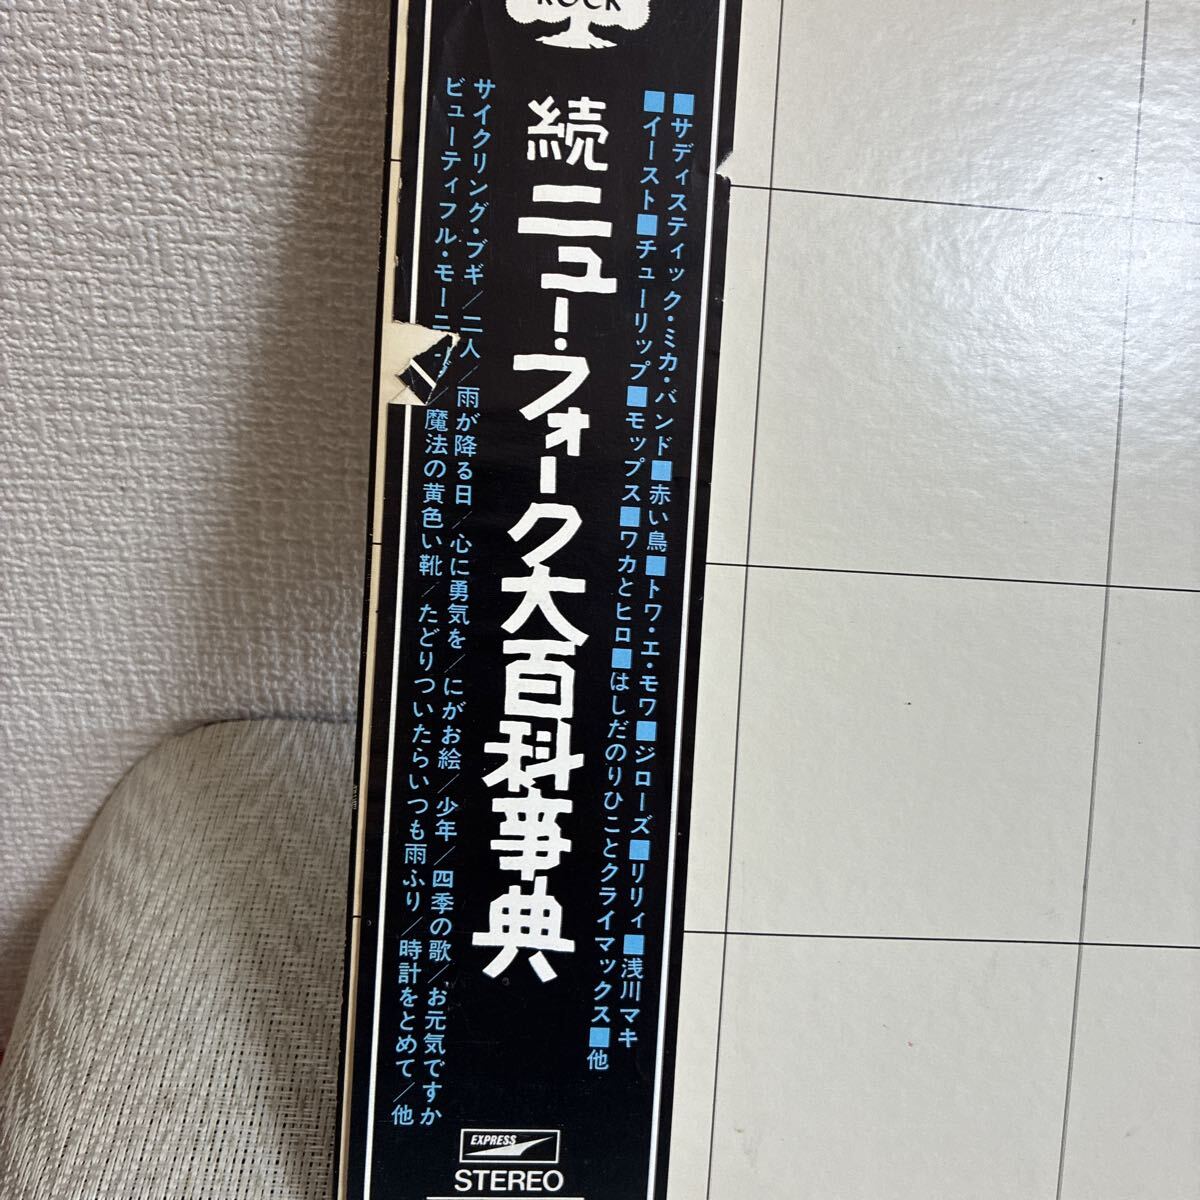 ROCK
■サディスティック・ミカ・バンド■赤い鳥■トワ・エ・モワ■ジローズ■リリィ■浅川マキ
■イースト■チューリップ■モップス■ワカとヒロ■はしだのりひことクライマックス■他
続ニュー・フォーク大百科事典
サイクリング・ブギ/二人/雨が降る日/心に勇気を/にがお絵/少年/四季の歌/お元気ですか
ビューティフル・モーニング/魔法の黄色い靴/たどりついたらいつも雨ふり/時計をとめて/他
EXPRESS
STEREO